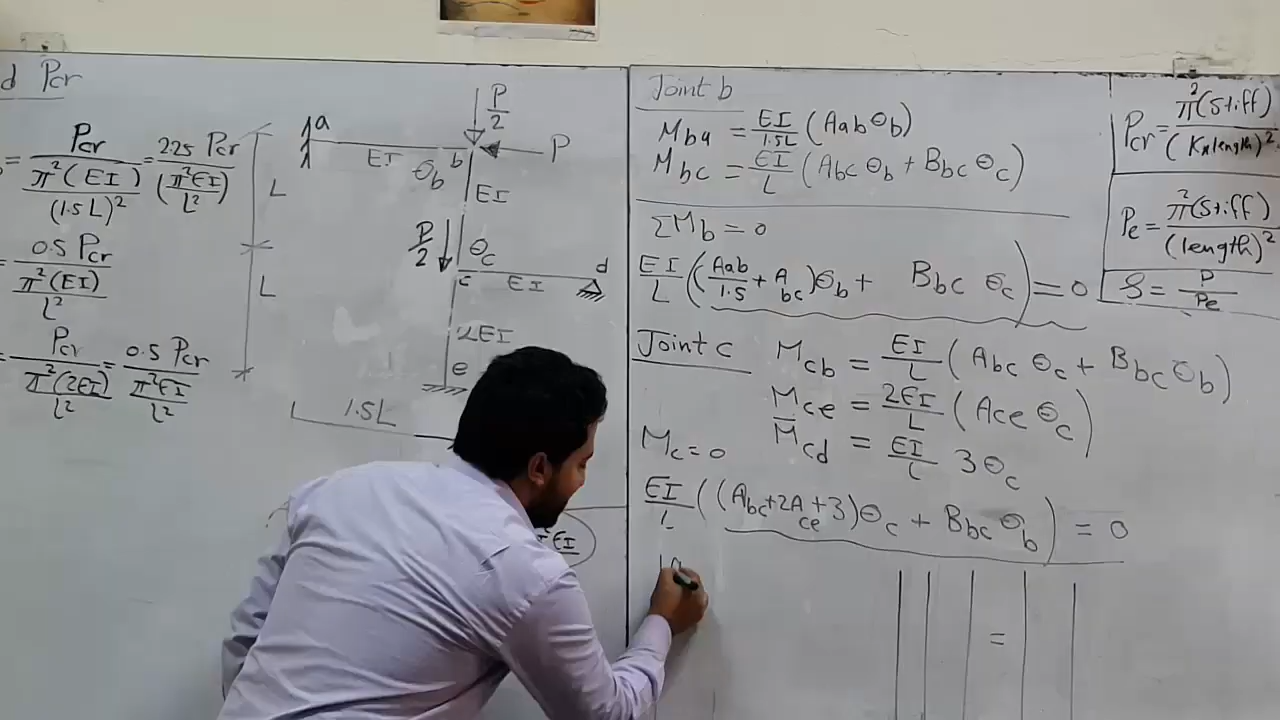 d Pcr
= Pcr / (π²(EI) / (1.5L)²) = 2.25 Pcr / (π²EI / L²)
= 0.5 Pcr / (π²(EI) / L²)
= Pcr / (π²(2EI) / L²) = 0.5 Pcr / (π²EI / L²)
P/2
a
P
EI
θb
b
L
EI
P/2
θc
d
c
EI
L
2EI
e
1.5L
EI
Joint b
Mba = EI/1.5L (Aab θb)
Mbc = EI/L (Abc θb + Bbc θc)
ΣMb = 0
EI/L ((Aab/1.5 + Abc)θb + Bbc θc) = 0
Joint c
Mcb = EI/L (Abc θc + Bbc θb)
Mce = 2EI/L (Ace θc)
M̄cd = EI/L 3θc
Mc = 0
EI/L ((Abc + 2Ace + 3)θc + Bbc θb) = 0
=
Pcr = π²(Stiff) / (K×length)²
Pe = π²(Stiff) / (length)²
S = P / Pe